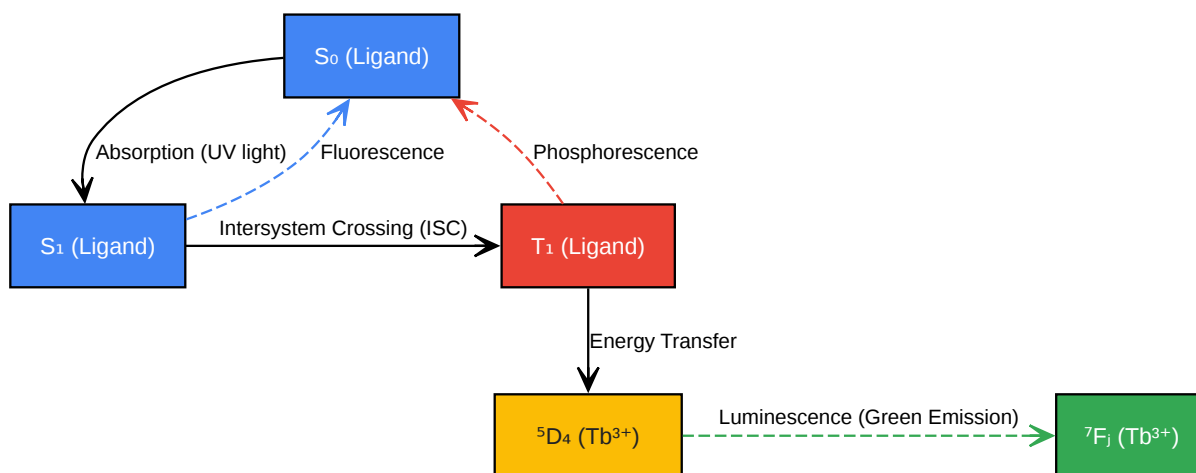 S₀ (Ligand)
Absorption (UV light)
Fluorescence
Phosphorescence
S₁ (Ligand)
Intersystem Crossing (ISC)
T₁ (Ligand)
Energy Transfer
⁵D₄ (Tb³⁺)
Luminescence (Green Emission)
⁷Fⱼ (Tb³⁺)